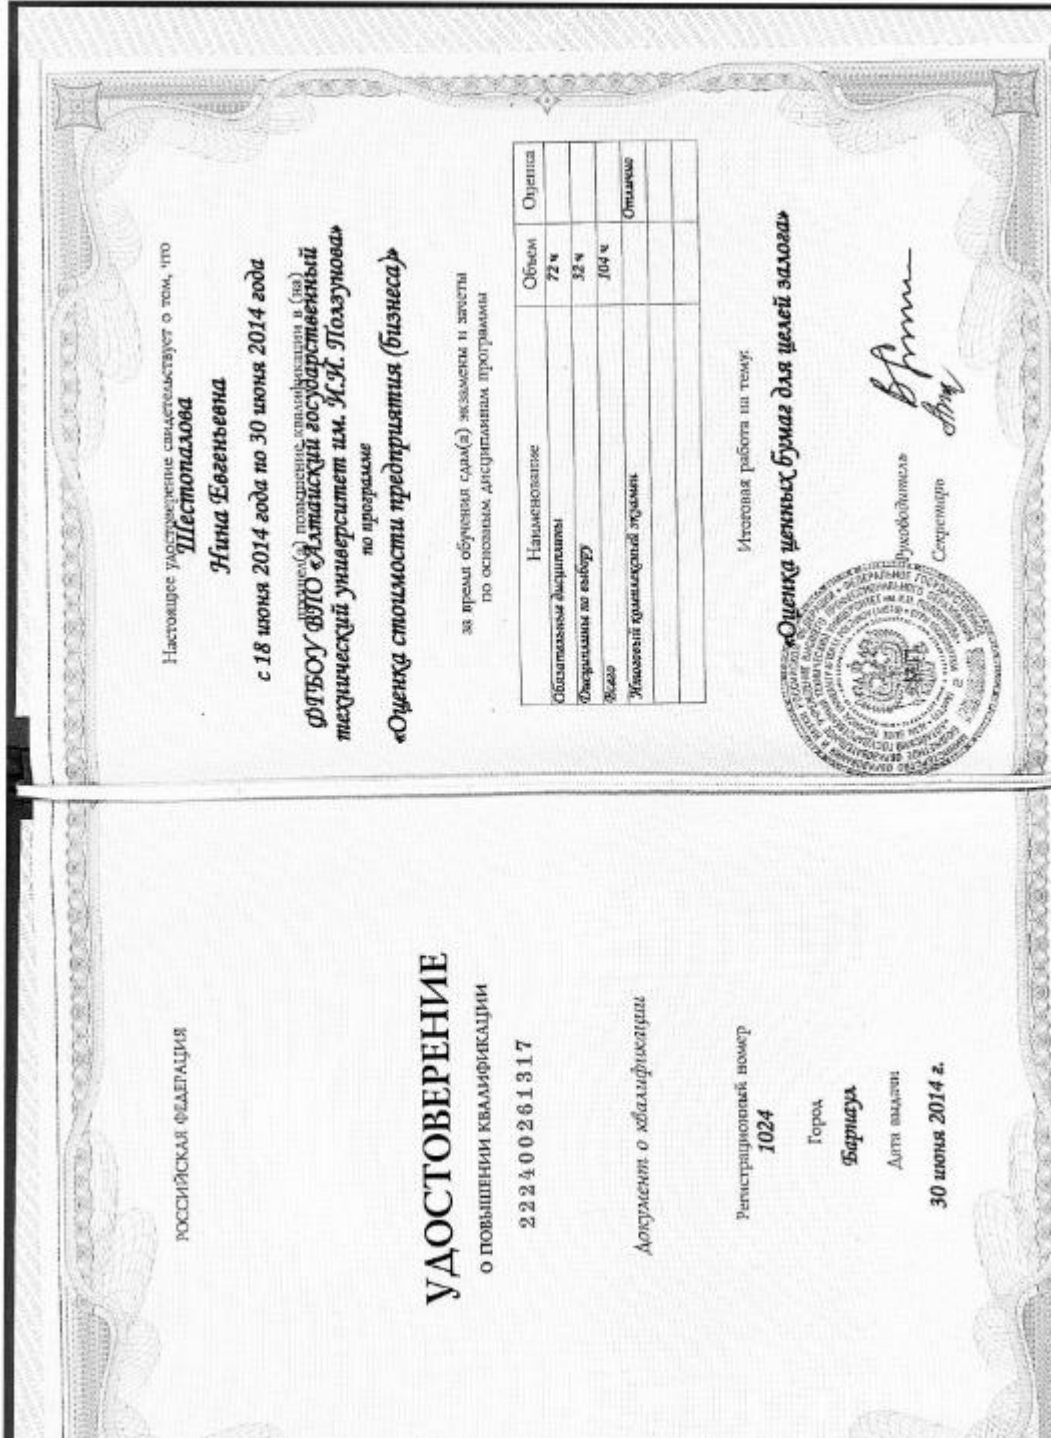 РОССИЙСКАЯ ФЕДЕРАЦИЯ
УДОСТОВЕРЕНИЕ
О ПОВЫШЕНИИ КВАЛИФИКАЦИИ
222400261317
Документ о квалификации
Регистрационный номер
1024
Город
Барнаул
Дата выдачи
30 июня 2014 г.
Настоящее удостоверение свидетельствует о том, что
Шестопалова
Нина Евгеньевна
с 18 июня 2014 года по 30 июня 2014 года
прошел(а) повышение квалификации в (на)
ФГБОУ ВПО «Алтайский государственный
технический университет им. И.И. Ползунова»
по программе
«Оценка стоимости предприятия (бизнеса)»
за время обучения сдал(а) экзамены и зачеты
по основным дисциплинам программы
Наименование Объем Оценка
Обязательные дисциплины 72 ч
Дисциплины по выбору 32 ч
Всего 104 ч
Итоговый комплексный экзамен Отлично
Итоговая работа на тему:
«Оценка ценных бумаг для целей залога»
Руководитель
Секретарь